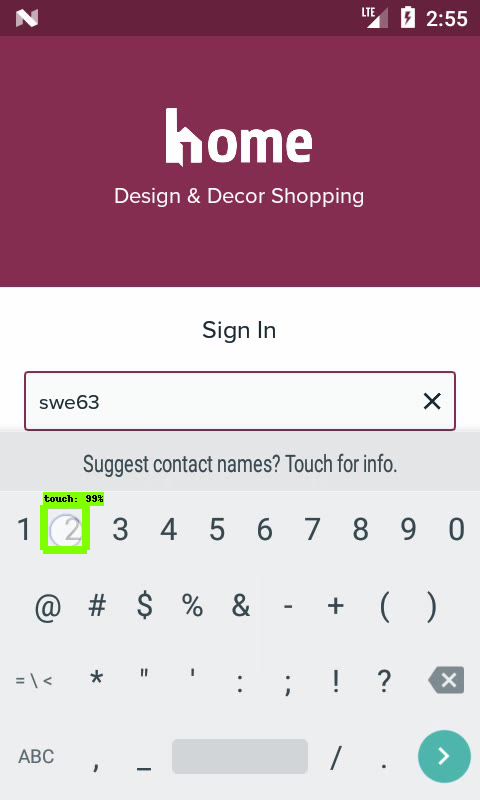 LTE 2:55
home
Design & Decor Shopping
Sign In
swe63
Suggest contact names? Touch for info.
touch: 99%
1 2 3 4 5 6 7 8 9 0
@ # $ % & - + ( )
= \ < * " ' : ; ! ?
ABC , _ / .